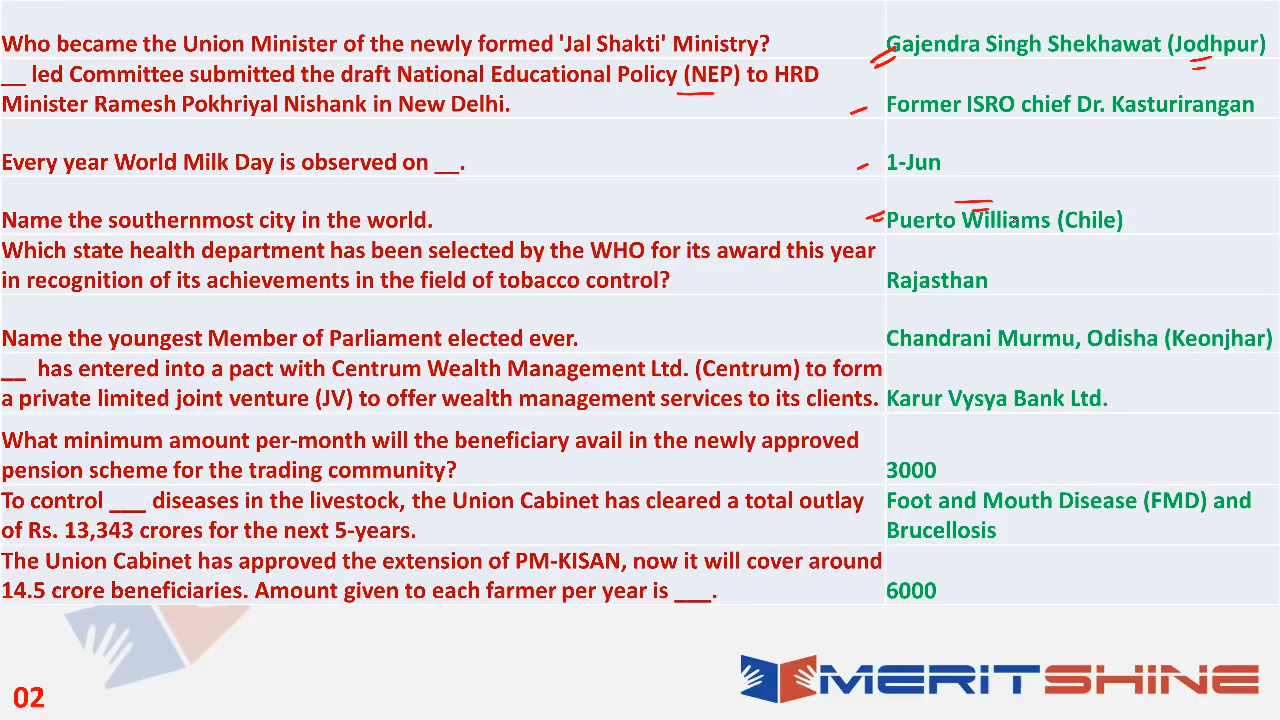 Who became the Union Minister of the newly formed 'Jal Shakti' Ministry?
Gajendra Singh Shekhawat (Jodhpur)
__ led Committee submitted the draft National Educational Policy (NEP) to HRD
Minister Ramesh Pokhriyal Nishank in New Delhi.
Former ISRO chief Dr. Kasturirangan
Every year World Milk Day is observed on __.
1-Jun
Name the southernmost city in the world.
Puerto Williams (Chile)
Which state health department has been selected by the WHO for its award this year
in recognition of its achievements in the field of tobacco control?
Rajasthan
Name the youngest Member of Parliament elected ever.
Chandrani Murmu, Odisha (Keonjhar)
__ has entered into a pact with Centrum Wealth Management Ltd. (Centrum) to form
a private limited joint venture (JV) to offer wealth management services to its clients.
Karur Vysya Bank Ltd.
What minimum amount per-month will the beneficiary avail in the newly approved
pension scheme for the trading community?
3000
To control ___ diseases in the livestock, the Union Cabinet has cleared a total outlay
of Rs. 13,343 crores for the next 5-years.
Foot and Mouth Disease (FMD) and
Brucellosis
The Union Cabinet has approved the extension of PM-KISAN, now it will cover around
14.5 crore beneficiaries. Amount given to each farmer per year is ___.
6000
02
MERITSHINE